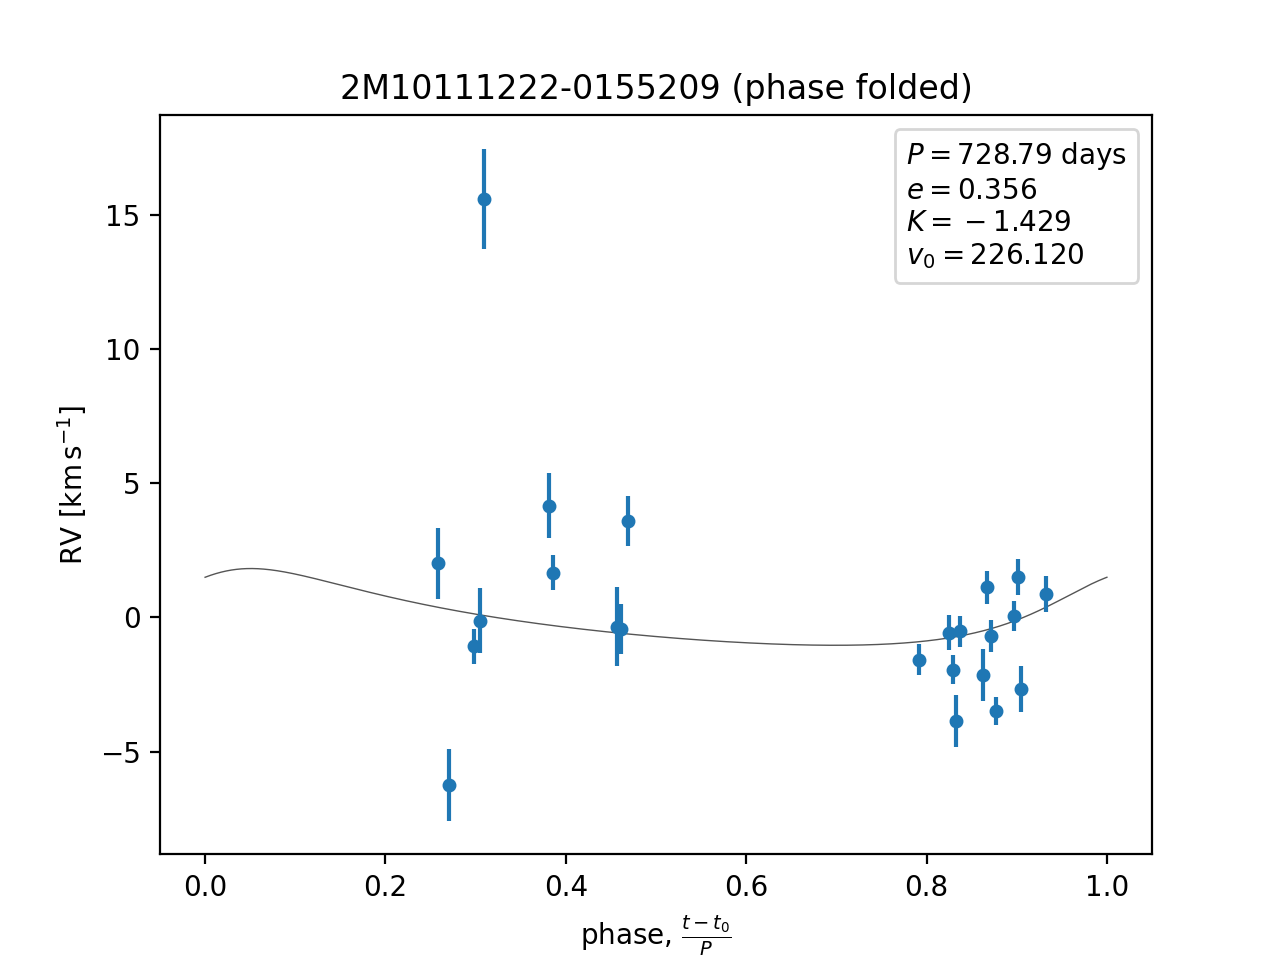 2M10111222-0155209 (phase folded)
P = 728.79 days
e = 0.356
K = −1.429
v₀ = 226.120
15
10
5
0
−5
RV [km s⁻¹]
0.0 0.2 0.4 0.6 0.8 1.0
phase, (t − t₀)/P